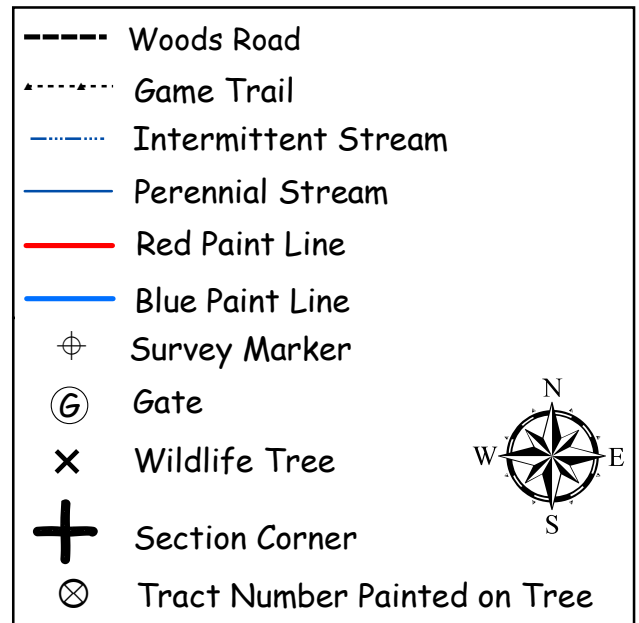 Woods Road
Game Trail
Intermittent Stream
Perennial Stream
Red Paint Line
Blue Paint Line
Survey Marker
G Gate
Wildlife Tree
Section Corner
Tract Number Painted on Tree
N
W E
S